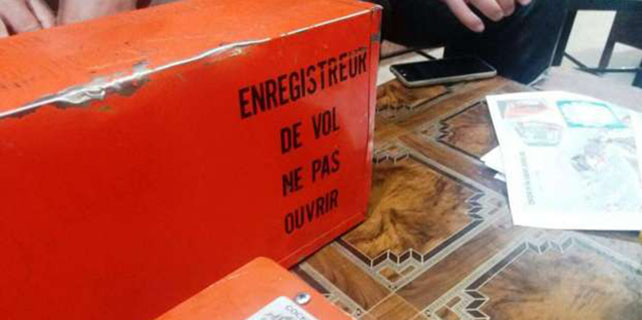 ENREGISTREUR
DE VOL
NE PAS
OUVRIR